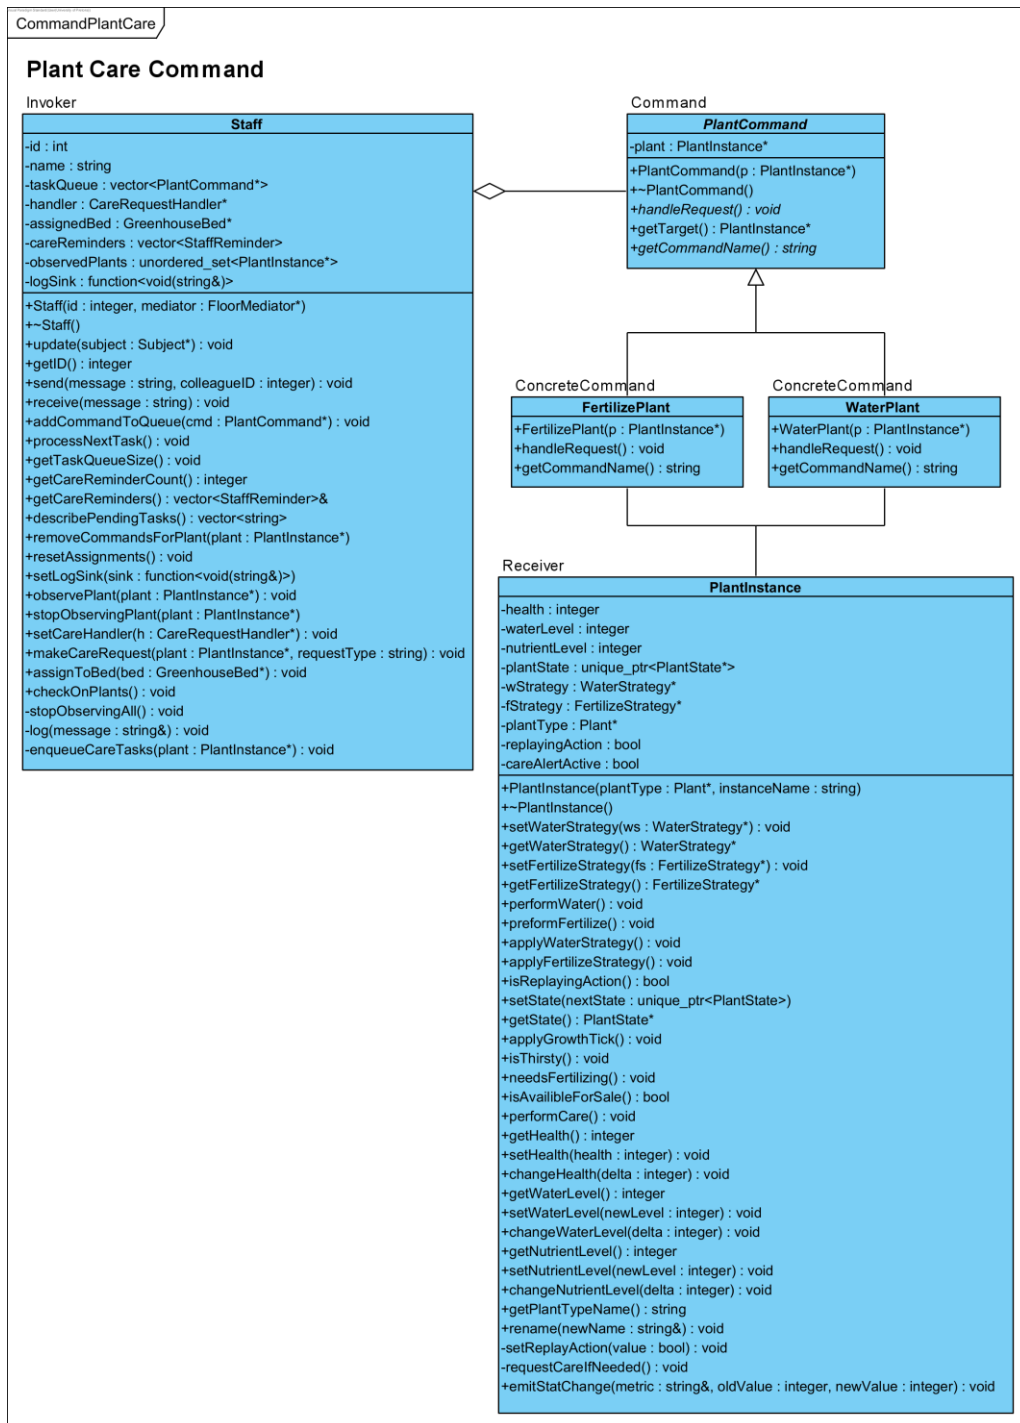 CommandPlantCare
Plant Care Command
Invoker
Staff
-id : int
-name : string
-taskQueue : vector<PlantCommand*>
-handler : CareRequestHandler*
-assignedBed : GreenhouseBed*
-careReminders : vector<StaffReminder>
-observedPlants : unordered_set<PlantInstance*>
-logSink : function<void(string&)>
+Staff(id : integer, mediator : FloorMediator*)
+~Staff()
+update(subject : Subject*) : void
+getID() : integer
+send(message : string, colleagueID : integer) : void
+receive(message : string) : void
+addCommandToQueue(cmd : PlantCommand*) : void
+processNextTask() : void
+getTaskQueueSize() : void
+getCareReminderCount() : integer
+getCareReminders() : vector<StaffReminder>&
+describePendingTasks() : vector<string>
+removeCommandsForPlant(plant : PlantInstance*)
+resetAssignments() : void
+setLogSink(sink : function<void(string&)>)
+observePlant(plant : PlantInstance*) : void
+stopObservingPlant(plant : PlantInstance*)
+setCareHandler(h : CareRequestHandler*) : void
+makeCareRequest(plant : PlantInstance*, requestType : string) : void
+assignToBed(bed : GreenhouseBed*) : void
+checkOnPlants() : void
-stopObservingAll() : void
-log(message : string&) : void
-enqueueCareTasks(plant : PlantInstance*) : void
Command
PlantCommand
-plant : PlantInstance*
+PlantCommand(p : PlantInstance*)
+~PlantCommand()
+handleRequest() : void
+getTarget() : PlantInstance*
+getCommandName() : string
ConcreteCommand
FertilizePlant
+FertilizePlant(p : PlantInstance*)
+handleRequest() : void
+getCommandName() : string
ConcreteCommand
WaterPlant
+WaterPlant(p : PlantInstance*)
+handleRequest() : void
+getCommandName() : string
Receiver
PlantInstance
-health : integer
-waterLevel : integer
-nutrientLevel : integer
-plantState : unique_ptr<PlantState*>
-wStrategy : WaterStrategy*
-fStrategy : FertilizeStrategy*
-plantType : Plant*
-replayingAction : bool
-careAlertActive : bool
+PlantInstance(plantType : Plant*, instanceName : string)
+~PlantInstance()
+setWaterStrategy(ws : WaterStrategy*) : void
+getWaterStrategy() : WaterStrategy*
+setFertilizeStrategy(fs : FertilizeStrategy*) : void
+getFertilizeStrategy() : FertilizeStrategy*
+performWater() : void
+preformFertilize() : void
+applyWaterStrategy() : void
+applyFertilizeStrategy() : void
+isReplayingAction() : bool
+setState(nextState : unique_ptr<PlantState>)
+getState() : PlantState*
+applyGrowthTick() : void
+isThirsty() : void
+needsFertilizing() : void
+isAvailibleForSale() : bool
+performCare() : void
+getHealth() : integer
+setHealth(health : integer) : void
+changeHealth(delta : integer) : void
+getWaterLevel() : integer
+setWaterLevel(newLevel : integer) : void
+changeWaterLevel(delta : integer) : void
+getNutrientLevel() : integer
+setNutrientLevel(newLevel : integer) : void
+changeNutrientLevel(delta : integer) : void
+getPlantTypeName() : string
+rename(newName : string&) : void
-setReplayAction(value : bool) : void
-requestCareIfNeeded() : void
+emitStatChange(metric : string&, oldValue : integer, newValue : integer) : void